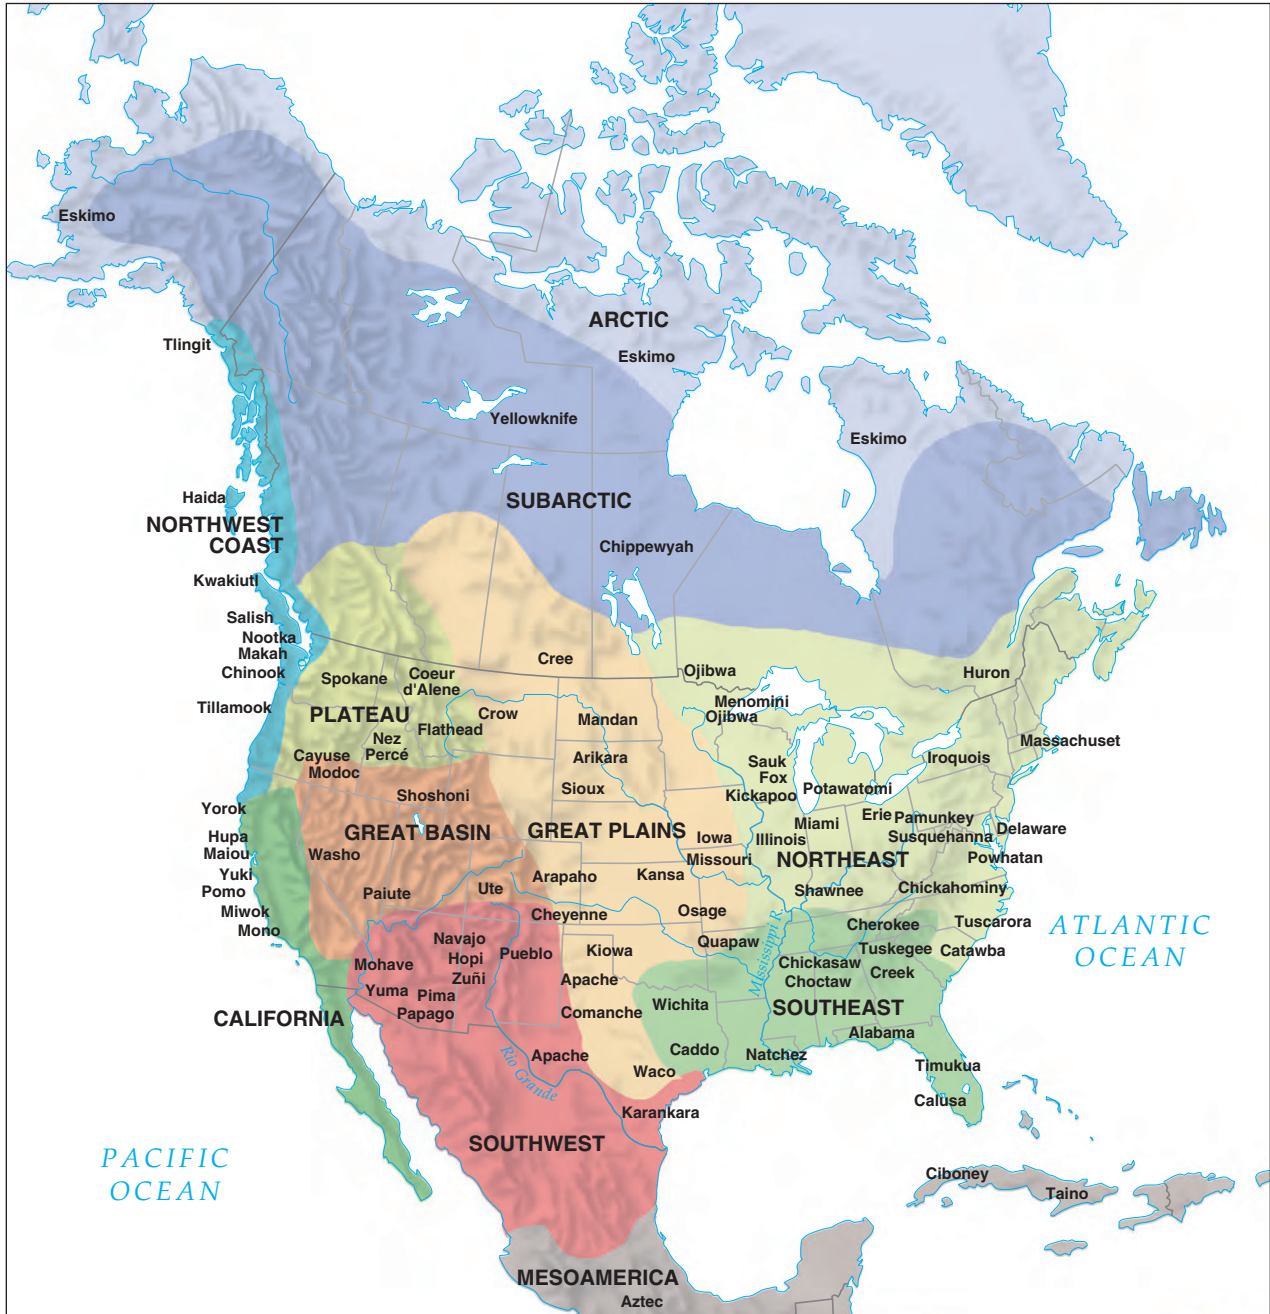 Eskimo
ARCTIC
Tlingit
Eskimo
Yellowknife
Eskimo
Haida
SUBARCTIC
NORTHWEST
COAST
Chippewyah
Kwakiutl
Salish
Nootka
Makah
Chinook
Cree
Spokane
Coeur
d'Alene
Ojibwa
Huron
Tillamook
PLATEAU
Crow
Mandan
Menomini
Ojibwa
Flathead
Nez
Percé
Massachuset
Cayuse
Modoc
Arikara
Sauk
Fox
Kickapoo
Iroquois
Shoshoni
Sioux
Potawatomi
Yorok
Erie
Pamunkey
Miami
Delaware
Hupa
GREAT BASIN
GREAT PLAINS
Iowa
Illinois
Susquehanna
Maiou
Washo
Missouri
NORTHEAST
Powhatan
Yuki
Arapaho
Kansa
Pomo
Paiute
Ute
Shawnee
Chickahominy
Miwok
Cheyenne
Osage
Mississippi R.
Cherokee
Tuscarora
ATLANTIC
OCEAN
Mono
Navajo
Hopi
Zuñi
Pueblo
Kiowa
Quapaw
Tuskegee
Catawba
Mohave
Chickasaw
Choctaw
Creek
Apache
Yuma
Pima
Papago
Comanche
Wichita
SOUTHEAST
CALIFORNIA
Alabama
Apache
Caddo
Natchez
Rio Grande
Waco
Timukua
Calusa
Karankara
SOUTHWEST
PACIFIC
OCEAN
Ciboney
Taino
MESOAMERICA
Aztec